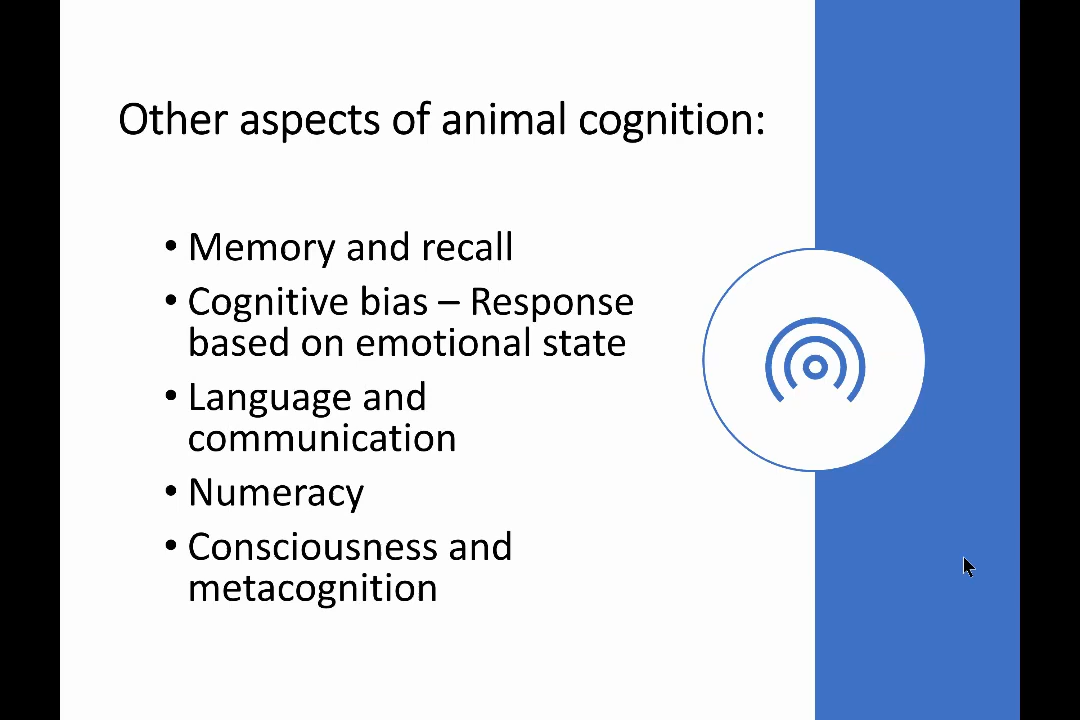 Other aspects of animal cognition:
• Memory and recall
• Cognitive bias – Response
based on emotional state
• Language and
communication
• Numeracy
• Consciousness and
metacognition